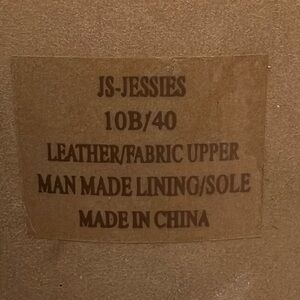 JS-JESSIES
10B/40
LEATHER/FABRIC UPPER
MAN MADE LINING/SOLE
MADE IN CHINA